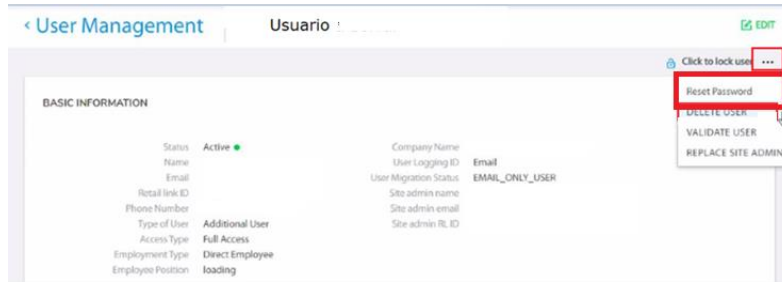 ‹ User Management Usuario
EDIT
Click to lock user ...
Reset Password
DELETE USER
VALIDATE USER
REPLACE SITE ADMIN
BASIC INFORMATION
Status Active
Name
Email
Retail link ID
Phone Number
Type of User Additional User
Access Type Full Access
Employment Type Direct Employee
Employee Position loading
Company Name
User Logging ID Email
User Migration Status EMAIL_ONLY_USER
Site admin name
Site admin email
Site admin RL ID